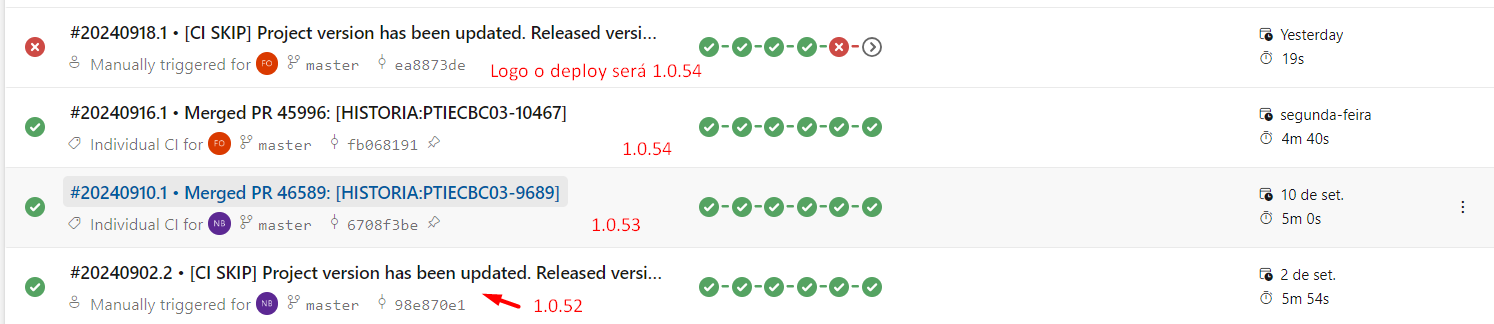 #20240918.1 • [CI SKIP] Project version has been updated. Released versi...
Yesterday
Manually triggered for FO master ea8873de
19s
Logo o deploy será 1.0.54
#20240916.1 • Merged PR 45996: [HISTORIA:PTIECBC03-10467]
segunda-feira
Individual CI for FO master fb068191
4m 40s
1.0.54
#20240910.1 • Merged PR 46589: [HISTORIA:PTIECBC03-9689]
10 de set.
Individual CI for NB master 6708f3be
5m 0s
1.0.53
#20240902.2 • [CI SKIP] Project version has been updated. Released versi...
2 de set.
Manually triggered for NB master 98e870e1
5m 54s
1.0.52